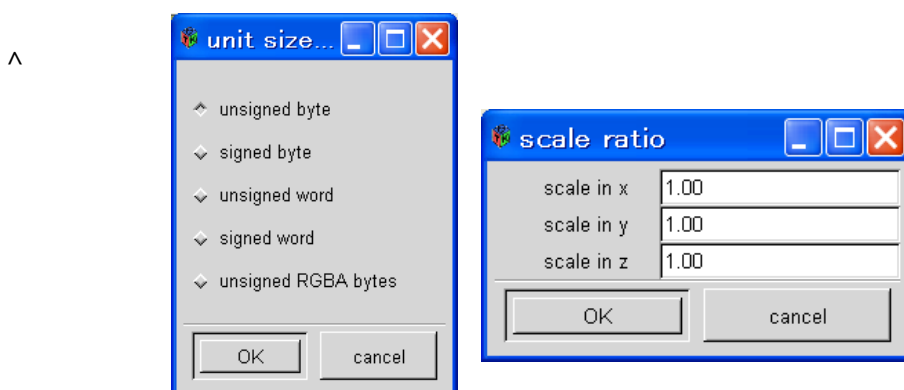 ^
unit size...
unsigned byte
signed byte
unsigned word
signed word
unsigned RGBA bytes
OK cancel
scale ratio
scale in x 1.00
scale in y 1.00
scale in z 1.00
OK cancel